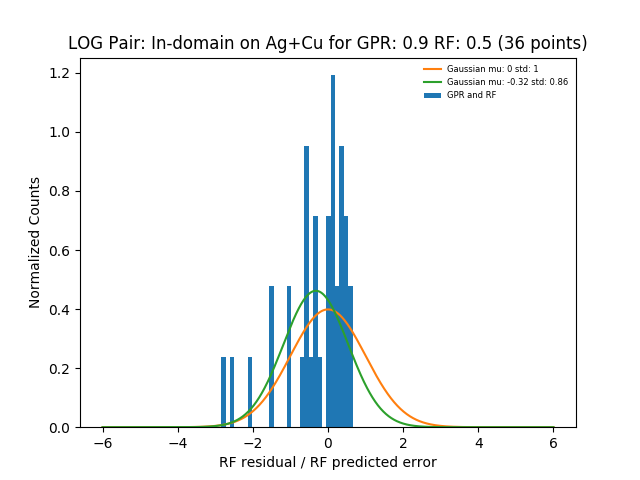 LOG Pair: In-domain on Ag+Cu for GPR: 0.9 RF: 0.5 (36 points)
Gaussian mu: 0 std: 1
Gaussian mu: -0.32 std: 0.86
GPR and RF
Normalized Counts
1.2
1.0
0.8
0.6
0.4
0.2
0.0
−6
−4
−2
0
2
4
6
RF residual / RF predicted error